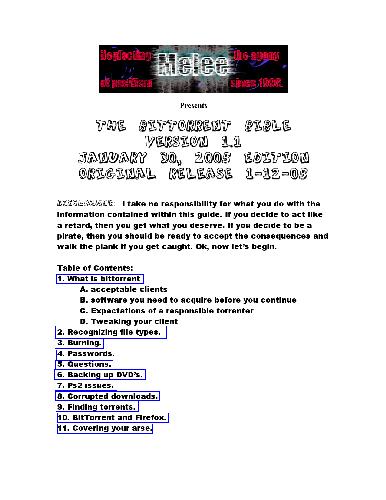 Neglecting Melee the agony
of puretorn since 1998.
Presents
THE BITTORRENT BIBLE
VERSION 1.1
JANUARY 30, 2005 EDITION
ORIGINAL RELEASE 1-12-05
DISCLAIMER: I take no responsibility for what you do with the
information contained within this guide. If you decide to act like
a retard, then you get what you deserve. If you decide to be a
pirate, then you should be ready to accept the consequences and
walk the plank if you get caught. Ok, now let's begin.
Table of Contents:
1. What is bittorrent
A. acceptable clients
B. software you need to acquire before you continue
C. Expectations of a responsible torrenter
D. Tweaking your client
2. Recognizing file types.
3. Burning.
4. Passwords.
5. Questions.
6. Backing up DVD's.
7. Ps2 issues.
8. Corrupted downloads.
9. Finding torrents.
10. BitTorrent and Firefox.
11. Covering your arse.